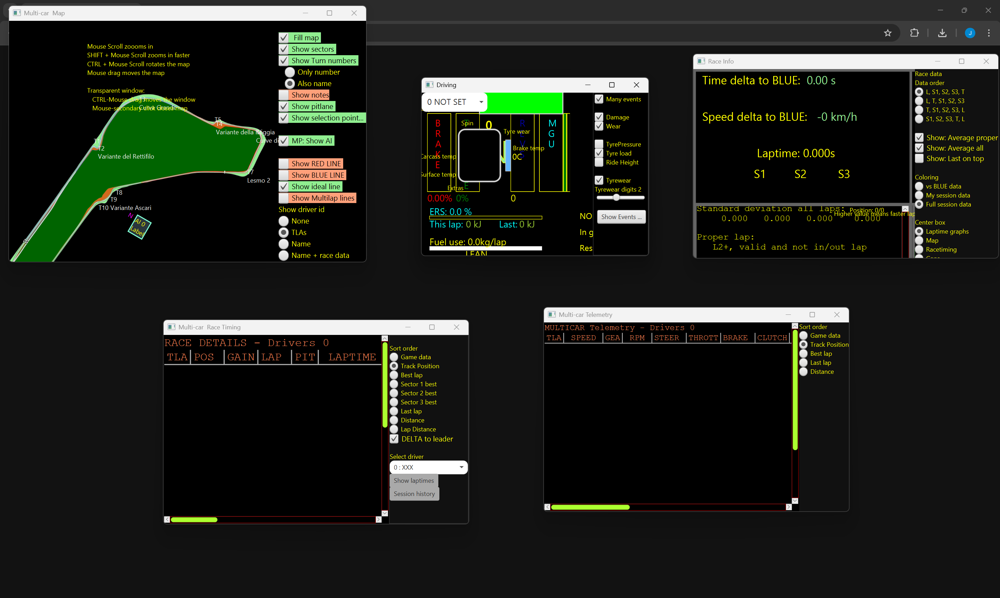 Multi-car  Map
Mouse Scroll zoooms in
SHIFT + Mouse Scroll zooms in faster
CTRL + Mouse Scroll rotates the map
Mouse drag moves the map
Transparent window:
CTRL-Mouse drag moves the window
Mouse-secondary click closes map
T3
Curva Grande
T5
T4
Variante della Roggia
T6
Curve di
T1
T2
Variante del Rettifilo
T7
Lesmo 2
T8
T9
T10 Variante Ascari
N
AI 0
Label
Fill map
Show sectors
Show Turn numbers
Only number
Also name
Show notes
Show pitlane
Show selection point...
MP: Show AI
Show RED LINE
Show BLUE LINE
Show ideal line
Show Multilap lines
Show driver id
None
TLAs
Name
Name + race data
J
Driving
0 NOT SET
BRAKE
Spin
0
REVS
MGU
Tyre wear
Brake temp
0C
Carcass temp
Surface temp
Extras
0.00% 0%
0
ERS: 0.0 %
This lap: 0 kJ
Last: 0 kJ
Fuel use: 0.0kg/lap
LEAN
NO
In g
Res
Many events
Damage
Wear
TyrePressure
Tyre load
Ride Height
Tyrewear
Tyrewear digits 2
Show Events ...
Race Info
Time delta to BLUE: 0.00 s
Speed delta to BLUE: -0 km/h
Laptime: 0.000s
S1 S2 S3
Standard deviation all laps:
Position: 0/0
Higher value means faster lap
0.000 0.000 0.000 0.000
Proper lap:
L2+, valid and not in/out lap
Race data
Data order
L, S1, S2, S3, T
L, T, S1, S2, S3
T, S1, S2, S3, L
S1, S2, S3, T, L
Show: Average proper
Show: Average all
Show: Last on top
Coloring
vs BLUE data
My session data
Full session data
Center box
Laptime graphs
Map
Racetiming
Multi-car  Race Timing
RACE DETAILS - Drivers 0
TLA POS GAIN LAP PIT LAPTIME
Sort order
Game data
Track Position
Best lap
Sector 1 best
Sector 2 best
Sector 3 best
Last lap
Distance
Lap Distance
DELTA to leader
Select driver
0 : XXX
Show laptimes
Session history
Multi-car Telemetry
MULTICAR Telemetry - Drivers 0
TLA SPEED GEA RPM STEER THROTT BRAKE CLUTCH
Sort order
Game data
Track Position
Best lap
Last lap
Distance